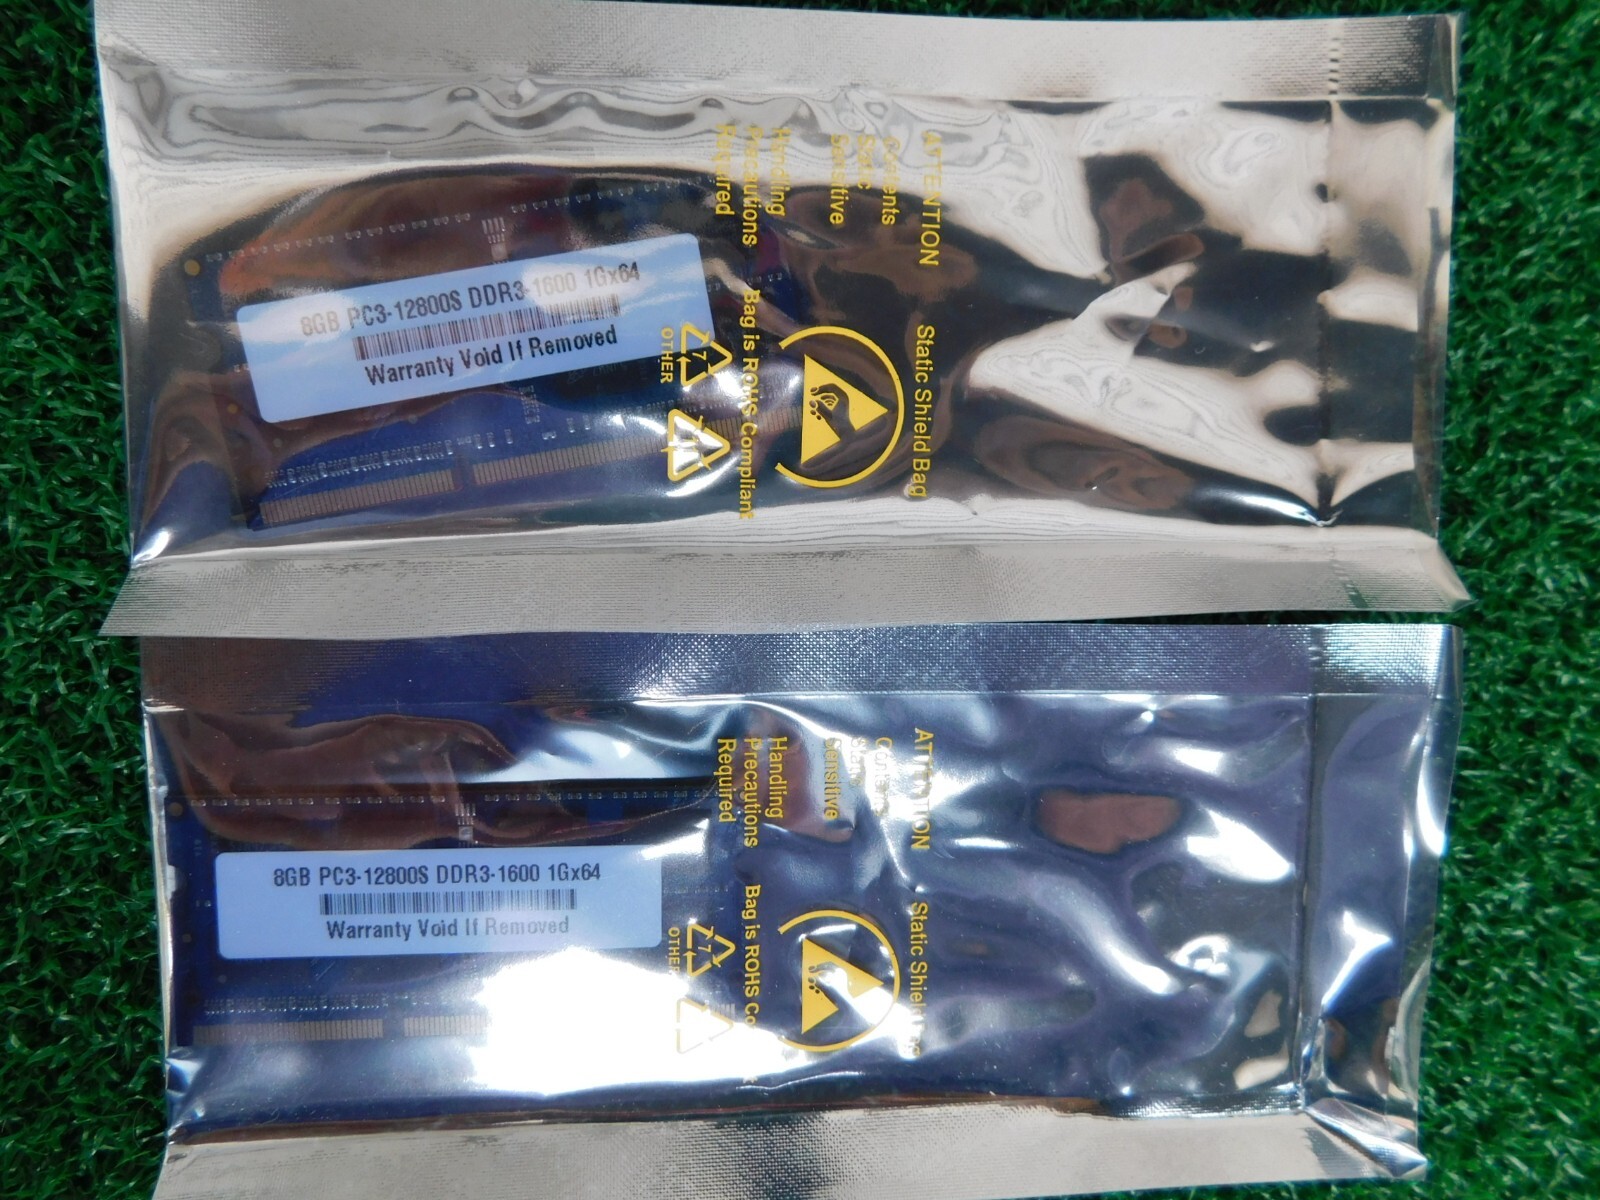 8GB PC3-12800S DDR3-1600 1Gx64
Warranty Void If Removed
ATTENTION
Contents
Static
Sensitive
Handling
Precautions
Required
Static Shield Bag
Bag is ROHS Compliant
7
OTHER
8GB PC3-12800S DDR3-1600 1Gx64
Warranty Void If Removed
ATTENTION
Sensitive
Handling
Precautions
Required
Static Shield
Bag is ROHS
7
OTHER